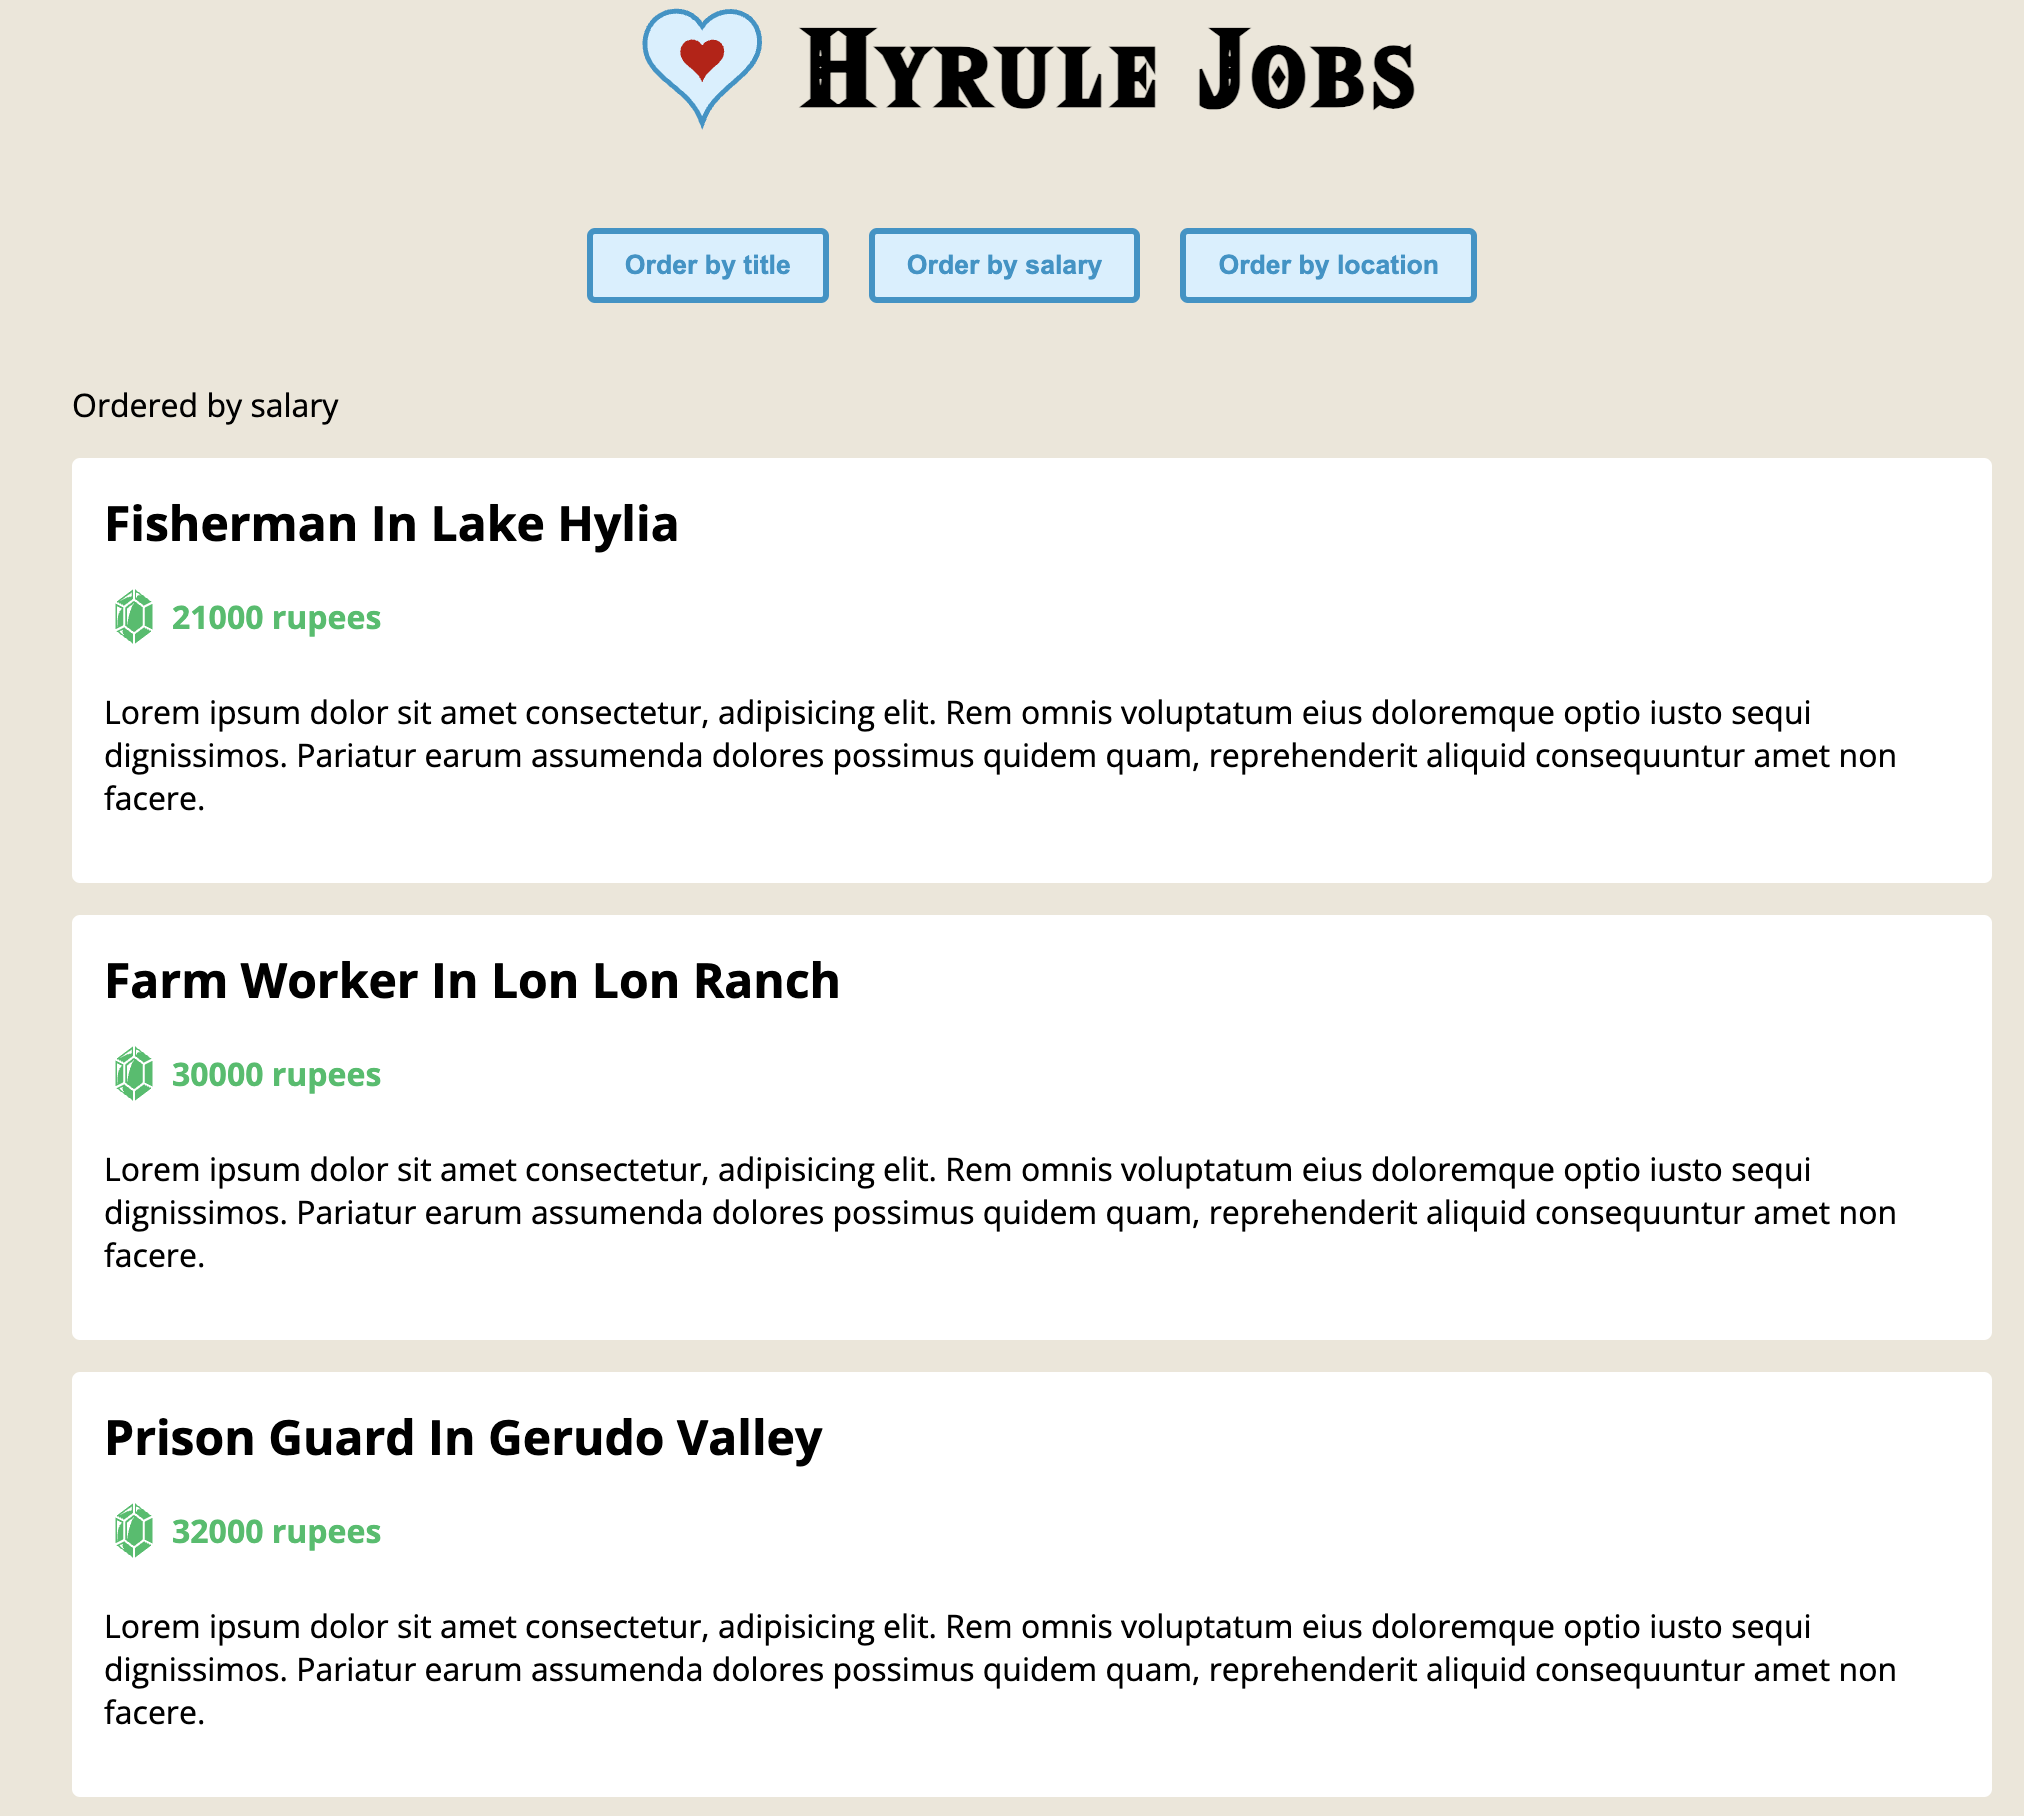 Hyrule Jobs
Order by title
Order by salary
Order by location
Ordered by salary
Fisherman In Lake Hylia
21000 rupees
Lorem ipsum dolor sit amet consectetur, adipisicing elit. Rem omnis voluptatum eius doloremque optio iusto sequi
dignissimos. Pariatur earum assumenda dolores possimus quidem quam, reprehenderit aliquid consequuntur amet non
facere.
Farm Worker In Lon Lon Ranch
30000 rupees
Lorem ipsum dolor sit amet consectetur, adipisicing elit. Rem omnis voluptatum eius doloremque optio iusto sequi
dignissimos. Pariatur earum assumenda dolores possimus quidem quam, reprehenderit aliquid consequuntur amet non
facere.
Prison Guard In Gerudo Valley
32000 rupees
Lorem ipsum dolor sit amet consectetur, adipisicing elit. Rem omnis voluptatum eius doloremque optio iusto sequi
dignissimos. Pariatur earum assumenda dolores possimus quidem quam, reprehenderit aliquid consequuntur amet non
facere.